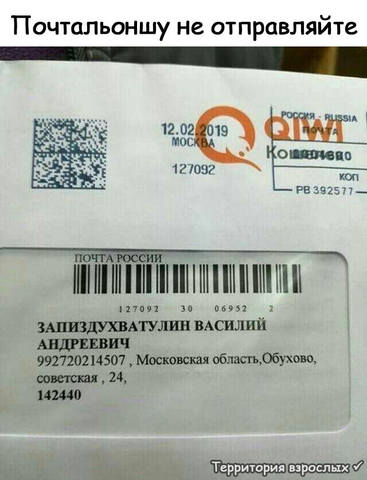 Почтальоншу не отправляйте
РОССИЯ - RUSSIA
ПОЧТА
12.02.2019
МОСКВА
QIWI
127092
КОП
РВ 392577
ПОЧТА РОССИИ
127092 30 06952 2
ЗАПИЗДУХВАТУЛИН ВАСИЛИЙ
АНДРЕЕВИЧ
992720214507 , Московская область,Обухово,
советская , 24,
142440
Территория взрослых ✓